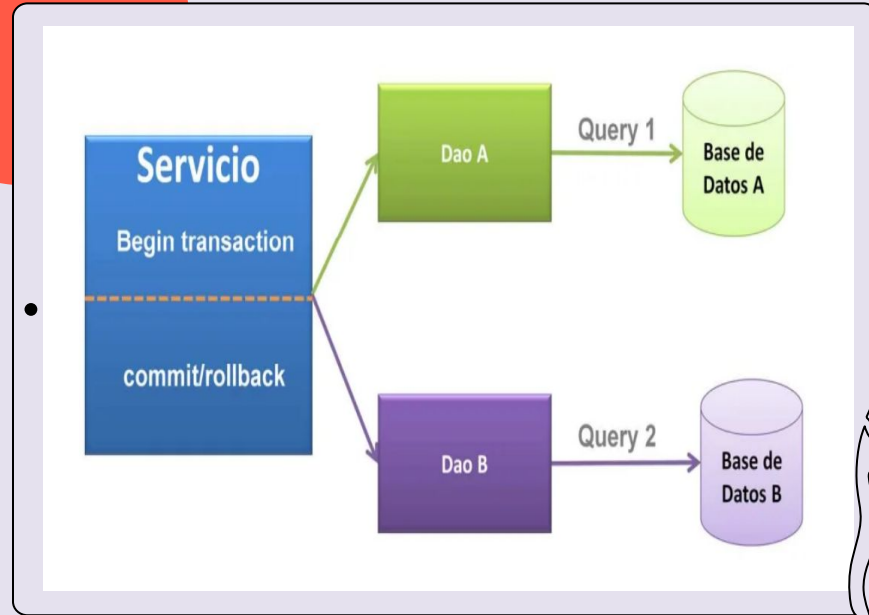 Servicio
Begin transaction
commit/rollback
Dao A
Query 1
Base de
Datos A
Dao B
Query 2
Base de
Datos B